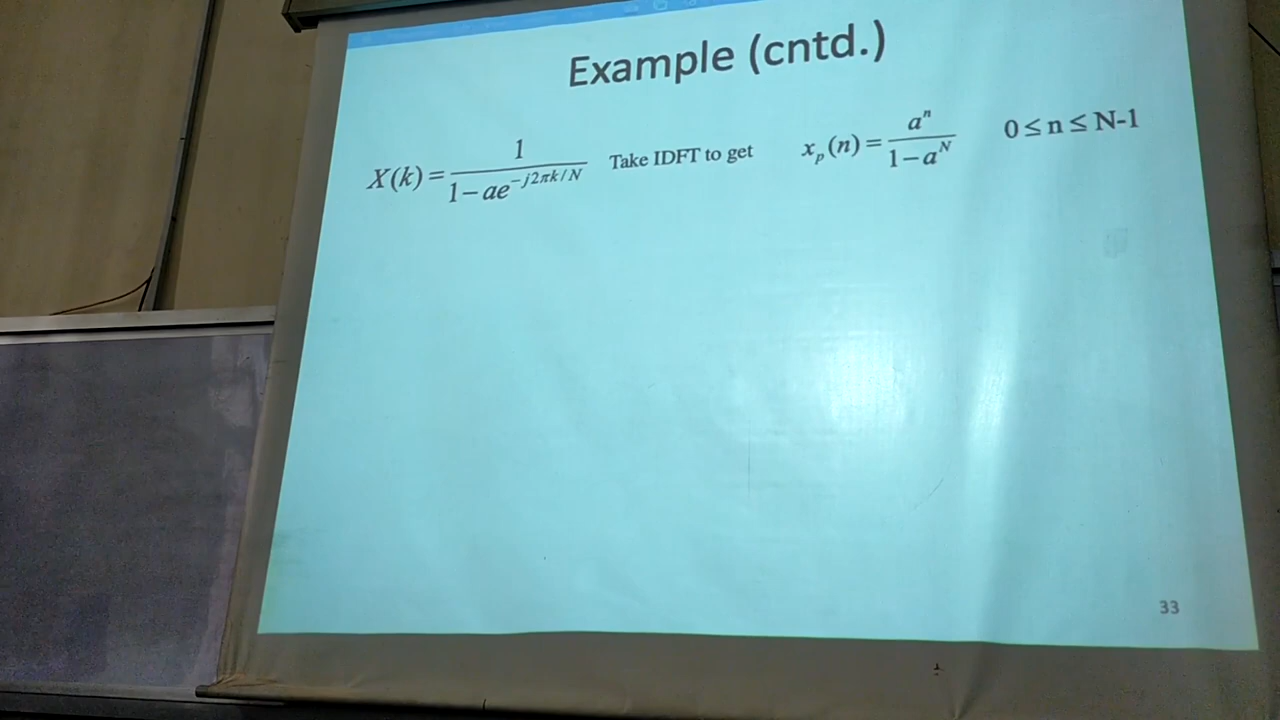 Example (cntd.)
X(k) = 1 / (1 − ae^{−j2πk/N}) Take IDFT to get x_p(n) = a^n / (1 − a^N) 0 ≤ n ≤ N-1
33